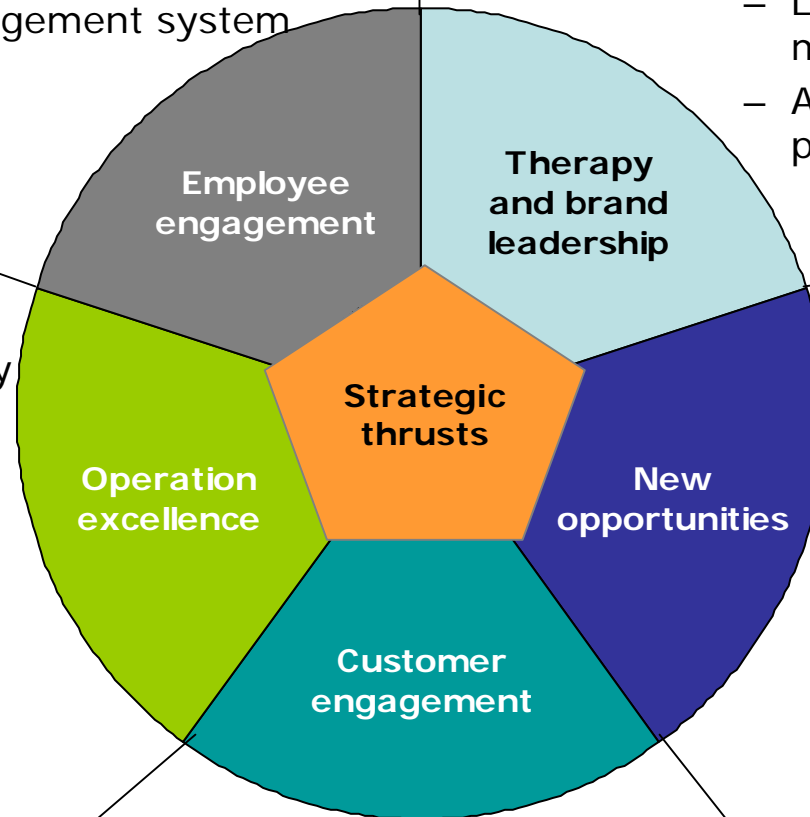 gement system
Employee
engagement
Therapy
and brand
leadership
Strategic
thrusts
Operation
excellence
New
opportunities
Customer
engagement